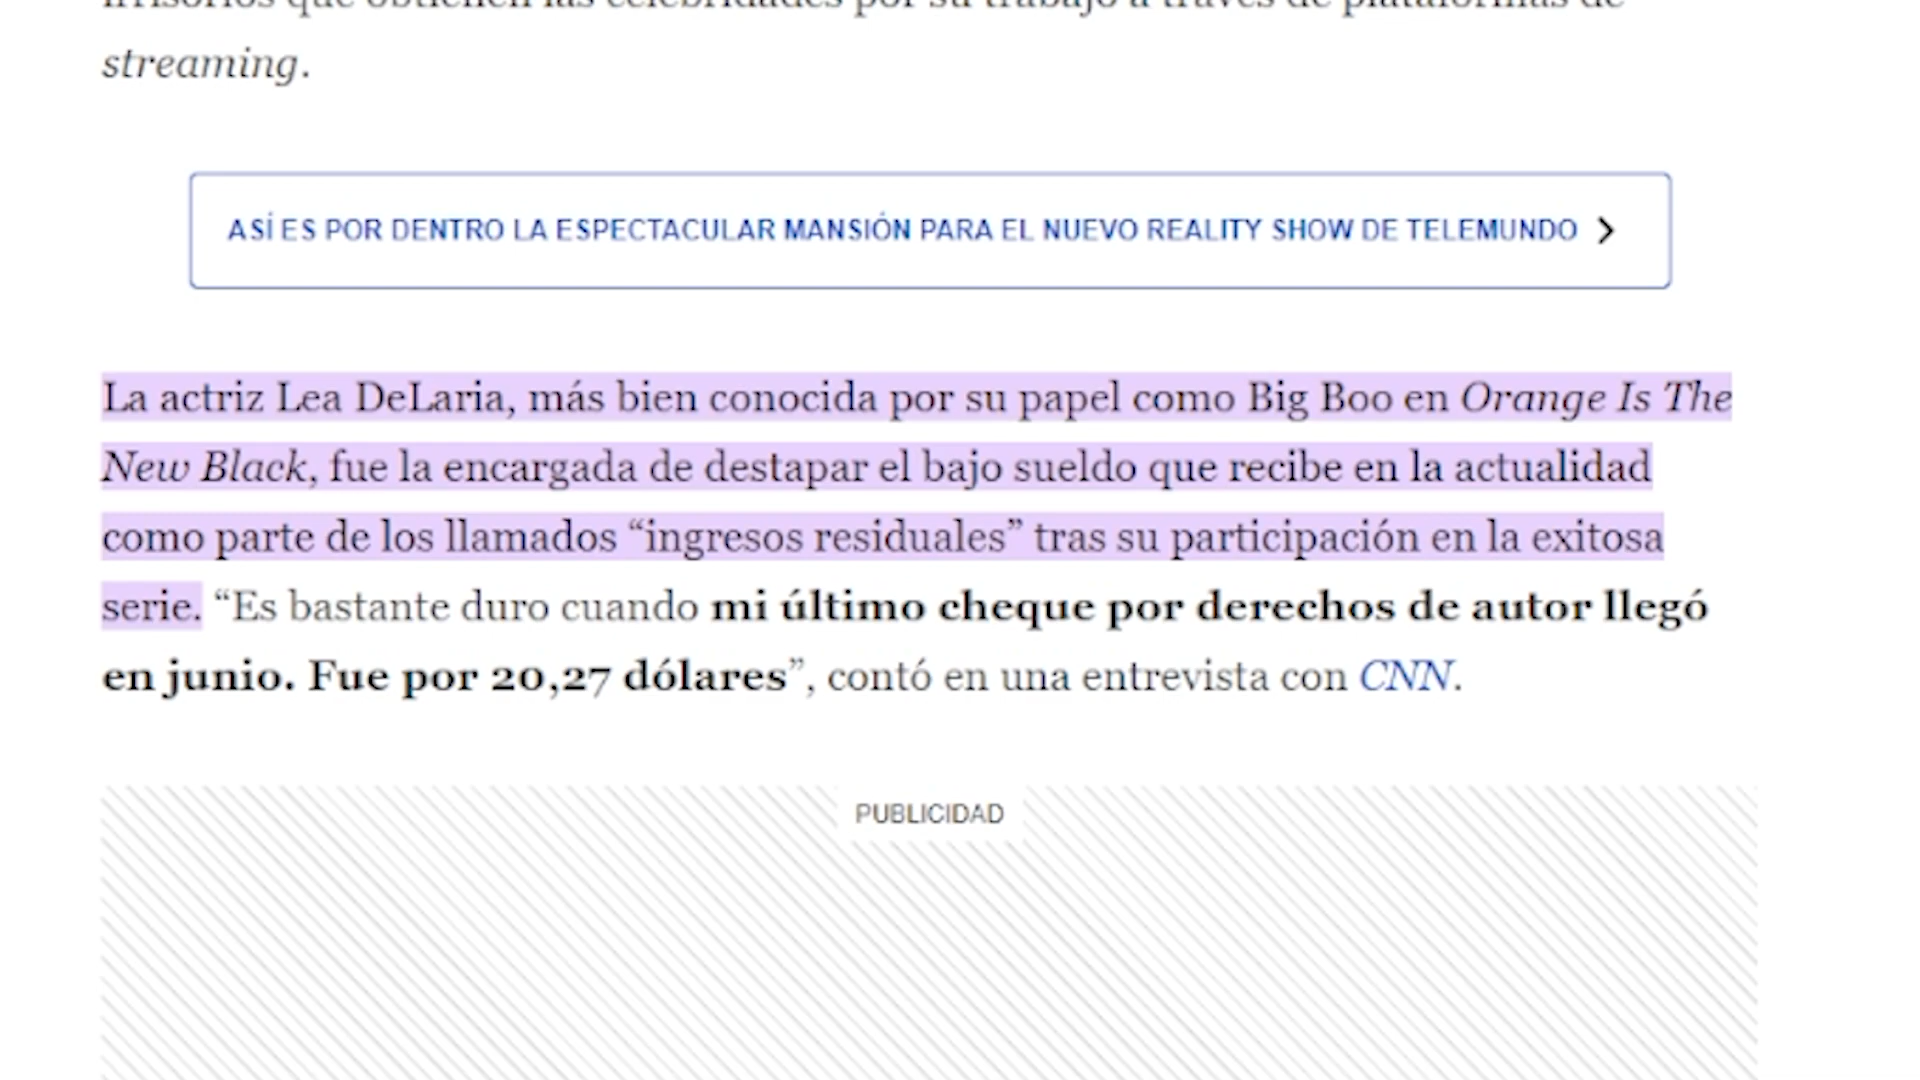 irrisorios que obtienen las celebridades por su trabajo a través de plataformas de
streaming.
ASÍ ES POR DENTRO LA ESPECTACULAR MANSIÓN PARA EL NUEVO REALITY SHOW DE TELEMUNDO
La actriz Lea DeLaria, más bien conocida por su papel como Big Boo en Orange Is The
New Black, fue la encargada de destapar el bajo sueldo que recibe en la actualidad
como parte de los llamados “ingresos residuales” tras su participación en la exitosa
serie. “Es bastante duro cuando mi último cheque por derechos de autor llegó
en junio. Fue por 20,27 dólares”, contó en una entrevista con CNN.
PUBLICIDAD